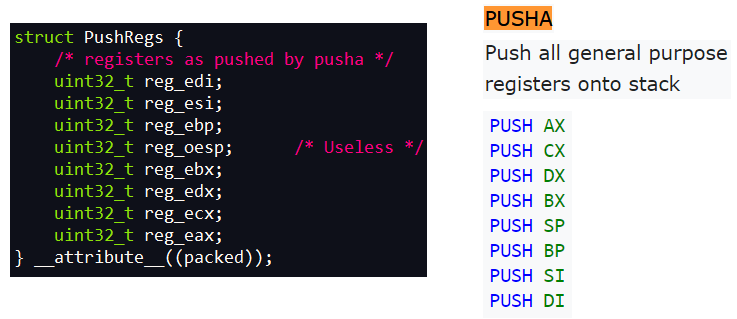 struct PushRegs {
    /* registers as pushed by pusha */
    uint32_t reg_edi;
    uint32_t reg_esi;
    uint32_t reg_ebp;
    uint32_t reg_oesp;      /* Useless */
    uint32_t reg_ebx;
    uint32_t reg_edx;
    uint32_t reg_ecx;
    uint32_t reg_eax;
} __attribute__((packed));
PUSHA
Push all general purpose
registers onto stack
PUSH AX
PUSH CX
PUSH DX
PUSH BX
PUSH SP
PUSH BP
PUSH SI
PUSH DI